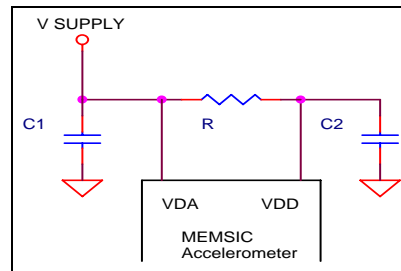 V SUPPLY
C1
R
C2
VDA
VDD
MEMSIC
Accelerometer